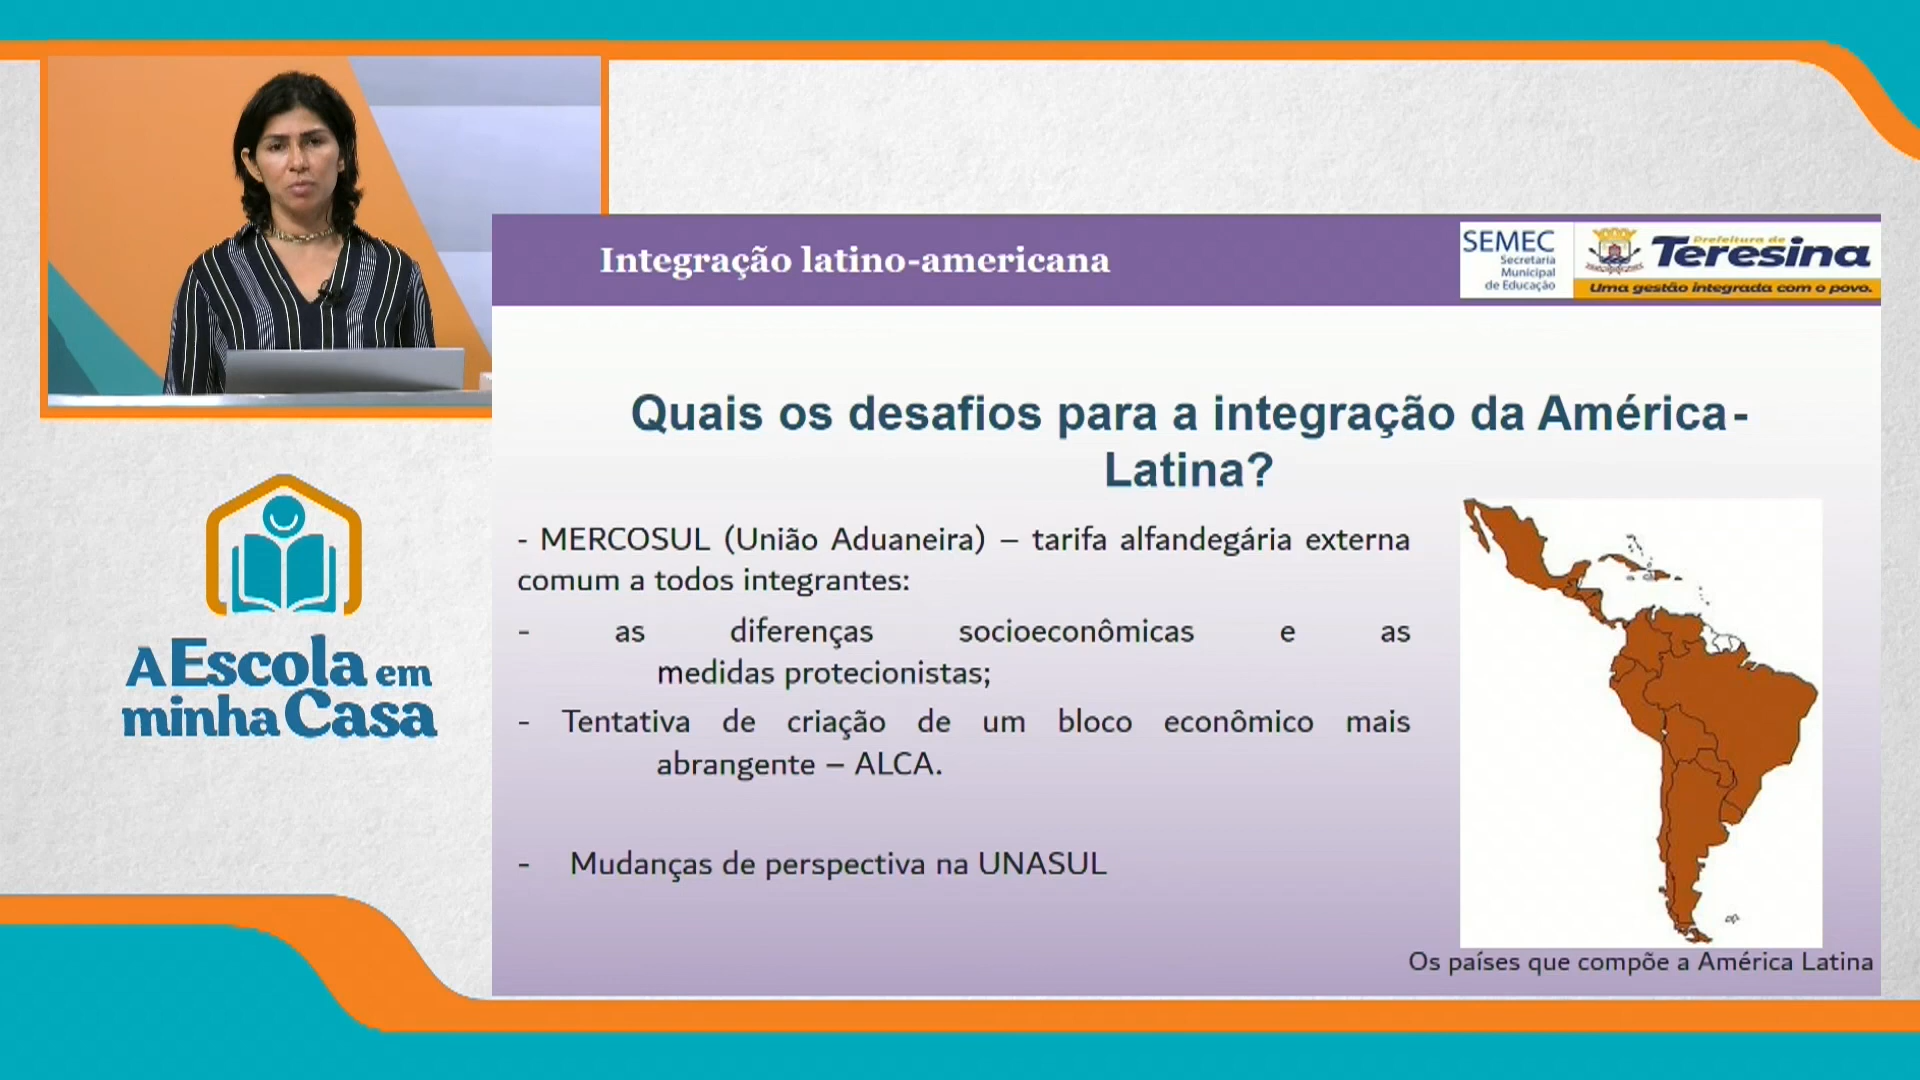 Integração latino-americana
SEMEC
Secretaria
Municipal
de Educação
Prefeitura de
Teresina
Uma gestão integrada com o povo.
Quais os desafios para a integração da América-
Latina?
- MERCOSUL (União Aduaneira) – tarifa alfandegária externa
comum a todos integrantes:
- as diferenças socioeconômicas e as
medidas protecionistas;
- Tentativa de criação de um bloco econômico mais
abrangente – ALCA.
- Mudanças de perspectiva na UNASUL
Os países que compõe a América Latina
A Escola em
minha Casa